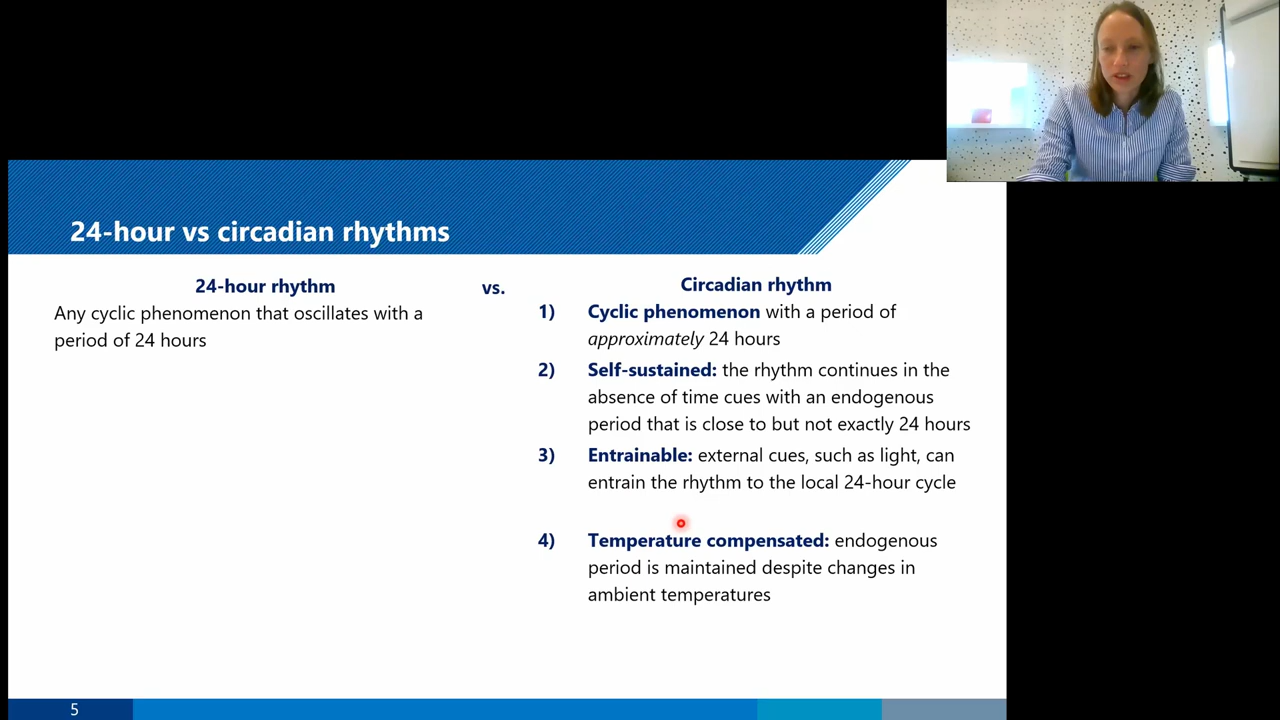 24-hour vs circadian rhythms
24-hour rhythm
Any cyclic phenomenon that oscillates with a
period of 24 hours
vs.
Circadian rhythm
1) Cyclic phenomenon with a period of
approximately 24 hours
2) Self-sustained: the rhythm continues in the
absence of time cues with an endogenous
period that is close to but not exactly 24 hours
3) Entrainable: external cues, such as light, can
entrain the rhythm to the local 24-hour cycle
4) Temperature compensated: endogenous
period is maintained despite changes in
ambient temperatures
5